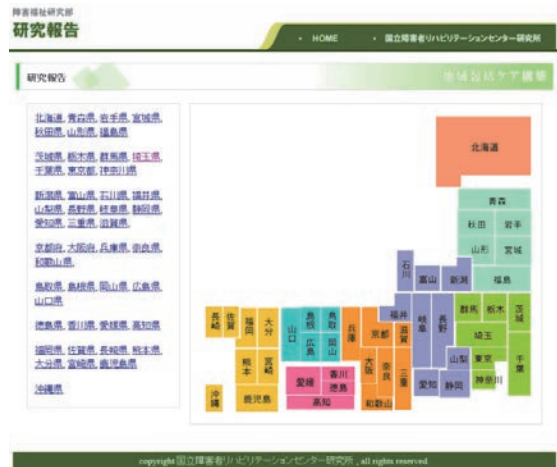 障害福祉研究部
研究報告
・ HOME ・ 国立障害者リハビリテーションセンター研究所
研究報告
地域包括ケア構築
北海道, 青森県, 岩手県, 宮城県,
秋田県, 山形県, 福島県
茨城県, 栃木県, 群馬県, 埼玉県,
千葉県, 東京都, 神奈川県
新潟県, 富山県, 石川県, 福井県,
山梨県, 長野県, 岐阜県, 静岡県,
愛知県, 三重県, 滋賀県,
京都府, 大阪府, 兵庫県, 奈良県,
和歌山県,
鳥取県, 島根県, 岡山県, 広島県,
山口県
徳島県, 香川県, 愛媛県, 高知県
福岡県, 佐賀県, 長崎県, 熊本県,
大分県, 宮崎県, 鹿児島県
沖縄県
北海道
青森
秋田 岩手
山形 宮城
石川 富山 新潟 福島
長崎 佐賀 福岡 大分 山口 島根 鳥取 兵庫 京都 福井 滋賀 岐阜 長野 群馬 栃木 茨城
広島 岡山 埼玉
熊本 宮崎 大阪 奈良 三重 山梨 東京 千葉
愛媛 香川 徳島 愛知 静岡 神奈川
沖縄 鹿児島 高知 和歌山
copyright 国立障害者リハビリテーションセンター研究所 , all rights reserved